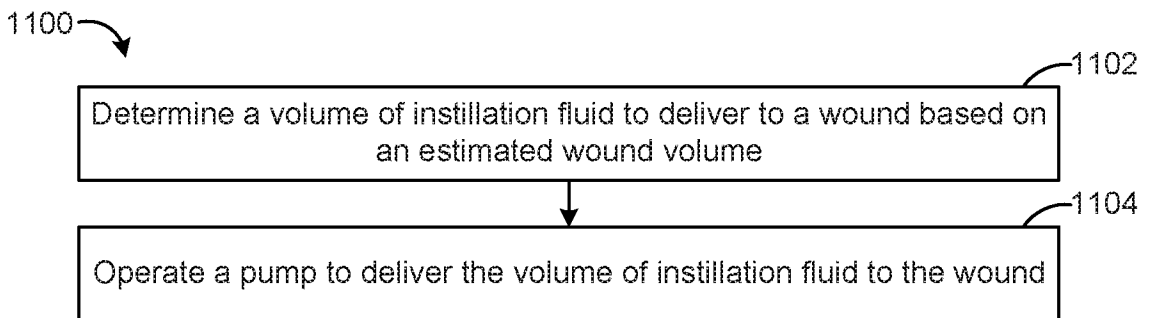 1100
1102
Determine a volume of instillation fluid to deliver to a wound based on
an estimated wound volume
1104
Operate a pump to deliver the volume of instillation fluid to the wound